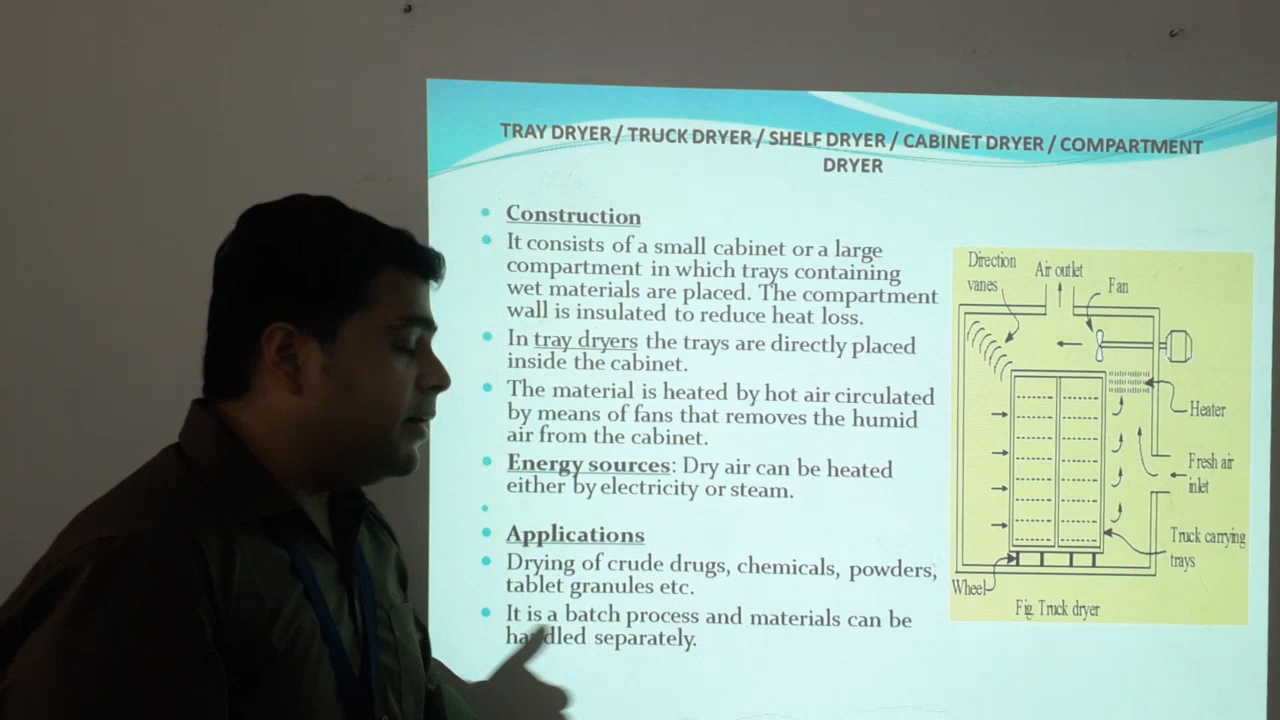 TRAY DRYER / TRUCK DRYER / SHELF DRYER / CABINET DRYER / COMPARTMENT
DRYER
Construction
It consists of a small cabinet or a large
compartment in which trays containing
wet materials are placed. The compartment
wall is insulated to reduce heat loss.
In tray dryers the trays are directly placed
inside the cabinet.
The material is heated by hot air circulated
by means of fans that removes the humid
air from the cabinet.
Energy sources: Dry air can be heated
either by electricity or steam.
Applications
Drying of crude drugs, chemicals, powders,
tablet granules etc.
It is a batch process and materials can be
handled separately.
Direction
vanes
Air outlet
Fan
Heater
Fresh air
inlet
Truck carrying
trays
Wheel
Fig. Truck dryer